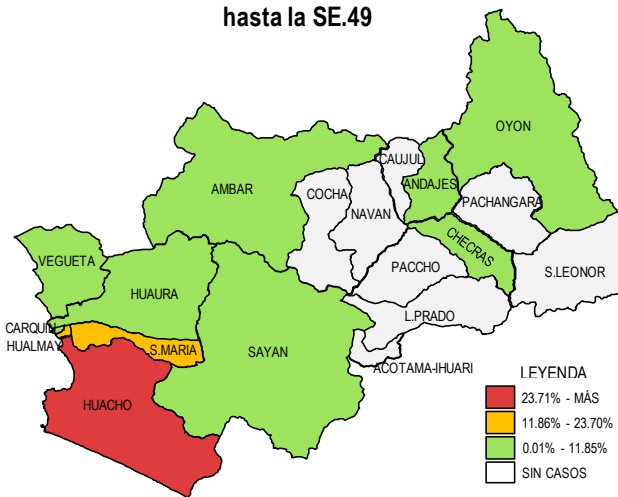 hasta la SE.49
OYON
CAUJUL
AMBAR
COCHA
ANDAJES
NAVAN
PACHANGARA
CHECRAS
VEGUETA
PACCHO
S.LEONOR
HUAURA
L.PRADO
CARQUIN
HUALMAY
S.MARIA
SAYAN
ACOTAMA-IHUARI
HUACHO
LEYENDA
23.71% - MÁS
11.86% - 23.70%
0.01% - 11.85%
SIN CASOS